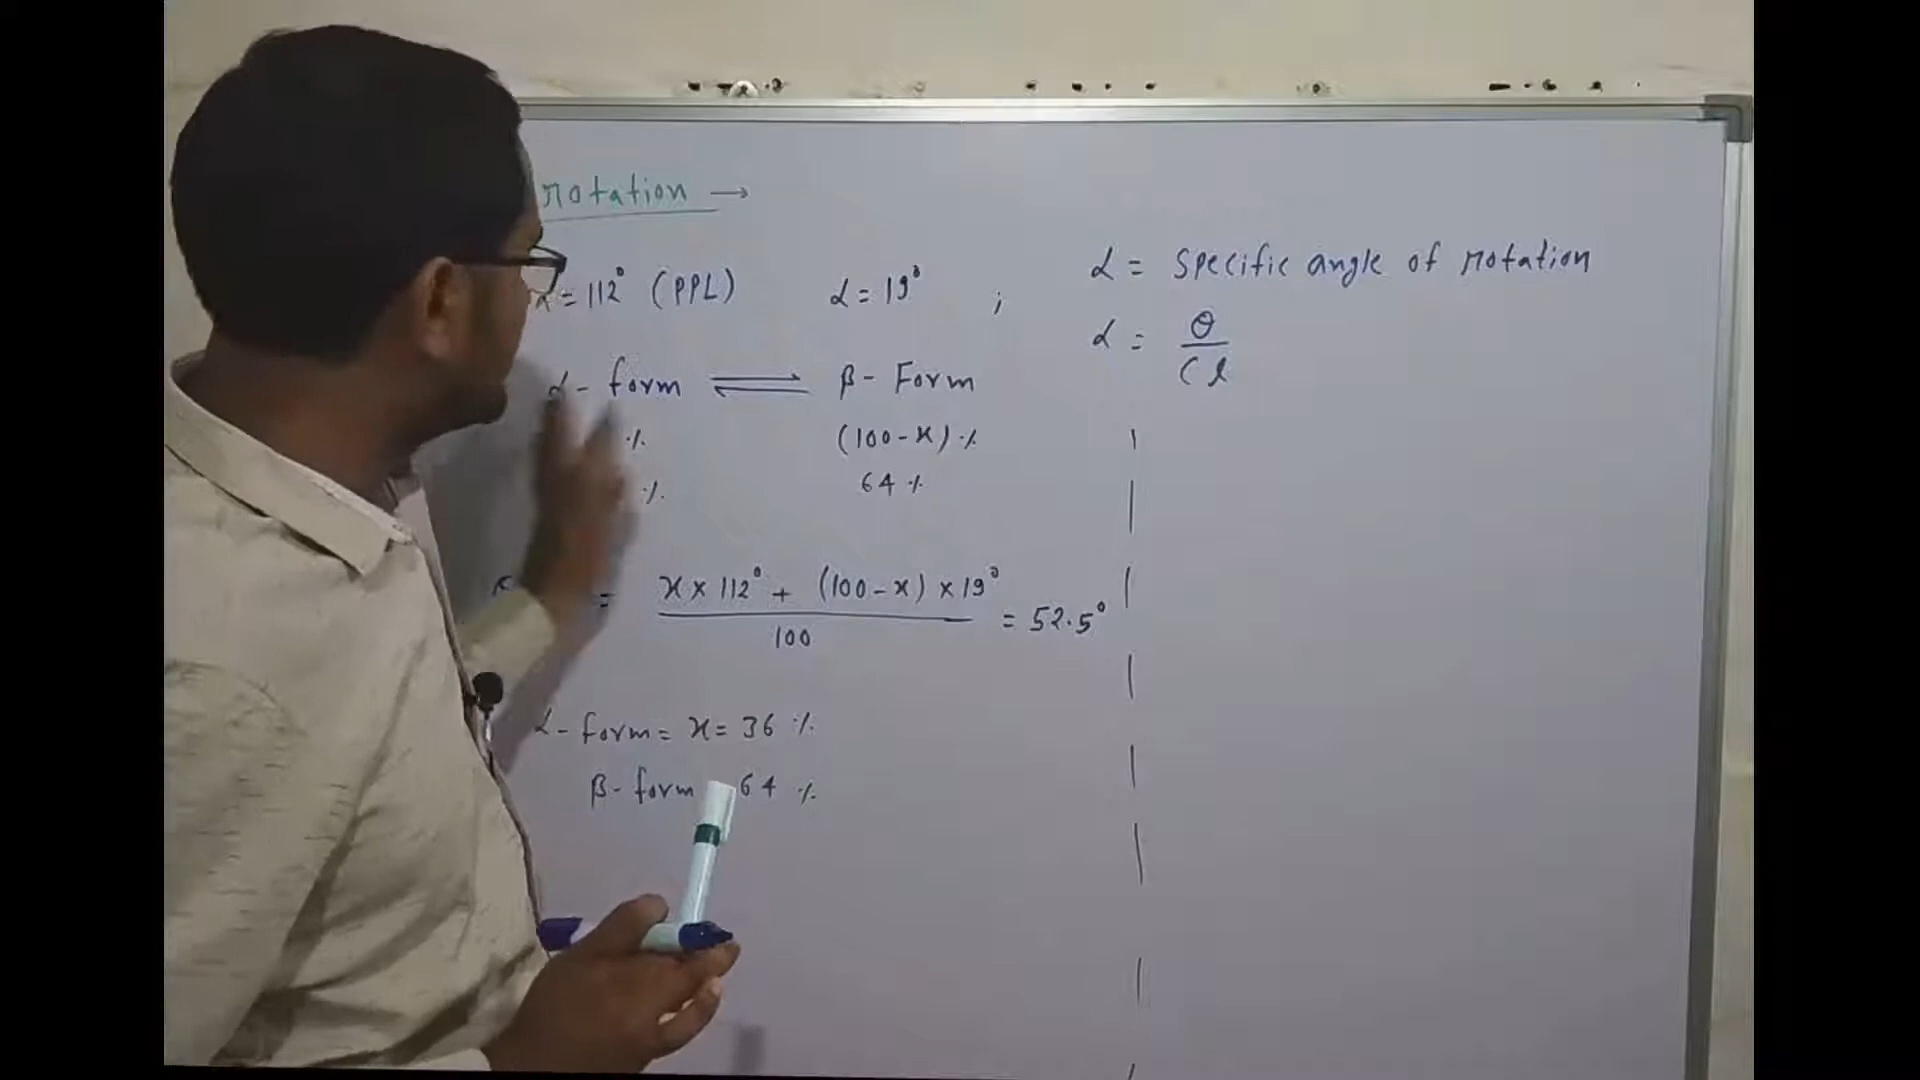 rotation →
α = 112° (PPL)    α = 19° ;
α - form ⇌ β - Form
%    (100 - x) %
%    64 %
= x × 112° + (100 - x) × 19° / 100 = 52.5°
α - form = x = 36 %
β - form 64 %
α = specific angle of rotation
α = θ / Cl